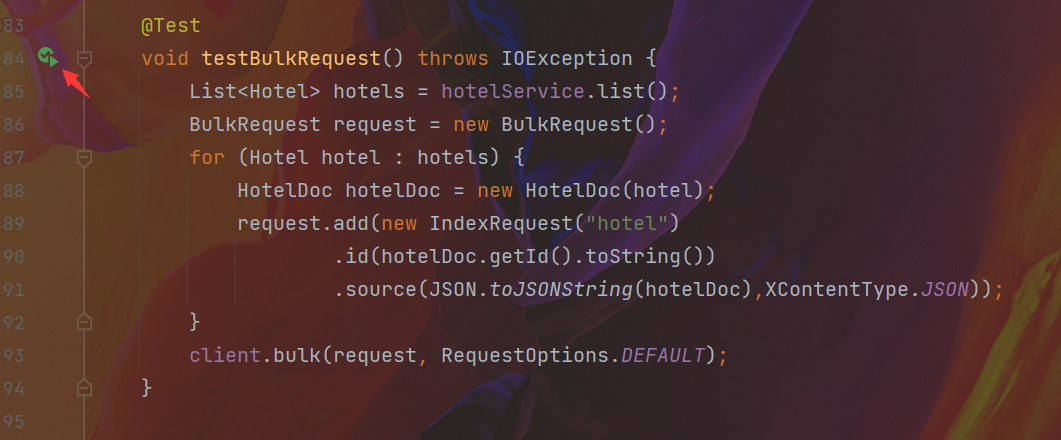 83 @Test
84 void testBulkRequest() throws IOException {
85 List<Hotel> hotels = hotelService.list();
86 BulkRequest request = new BulkRequest();
87 for (Hotel hotel : hotels) {
88 HotelDoc hotelDoc = new HotelDoc(hotel);
89 request.add(new IndexRequest("hotel")
90 .id(hotelDoc.getId().toString())
91 .source(JSON.toJSONString(hotelDoc),XContentType.JSON));
92 }
93 client.bulk(request, RequestOptions.DEFAULT);
94 }
95